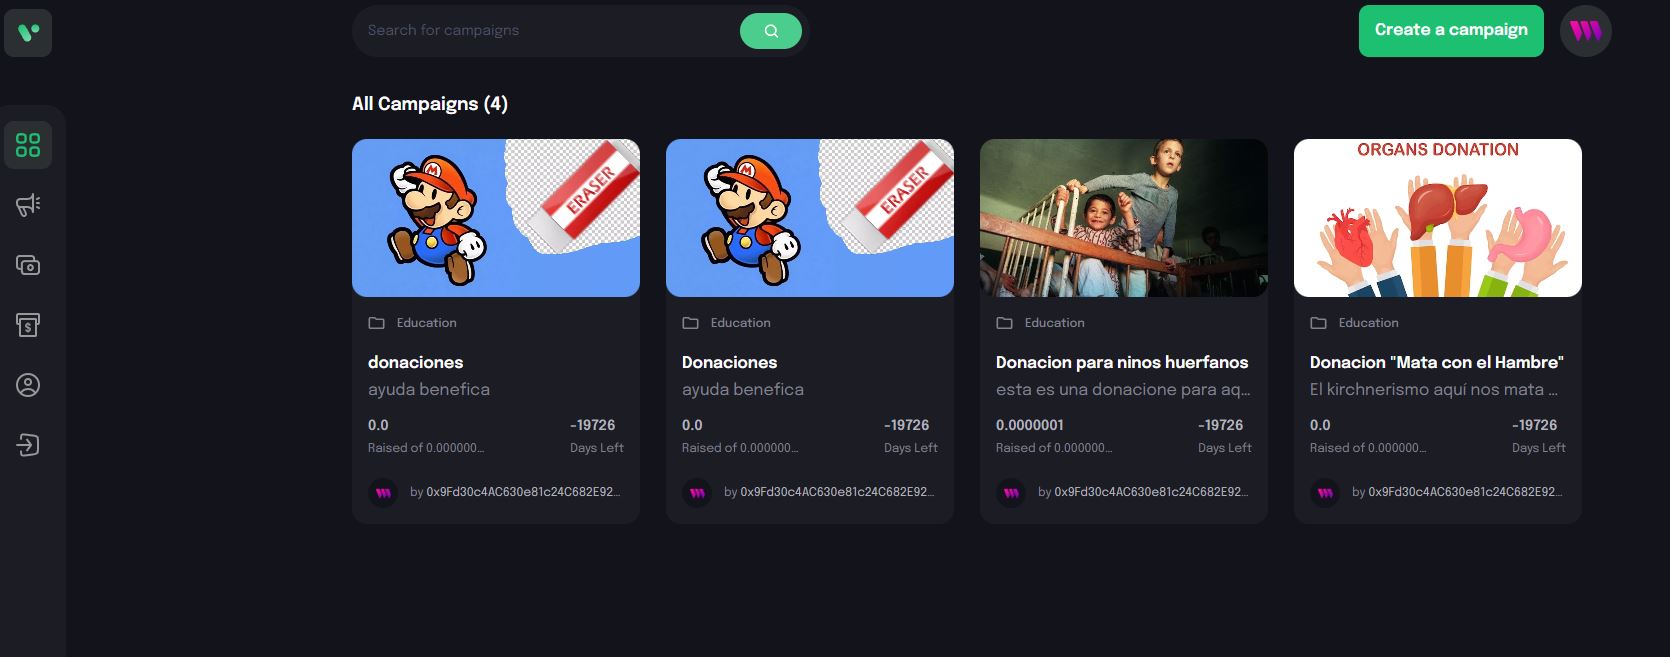 Search for campaigns
Create a campaign
All Campaigns (4)
M
ERASER
Education
donaciones
ayuda benefica
0.0
-19726
Raised of 0.000000...
Days Left
by 0x9Fd30c4AC630e81c24C682E92...
M
ERASER
Education
Donaciones
ayuda benefica
0.0
-19726
Raised of 0.000000...
Days Left
by 0x9Fd30c4AC630e81c24C682E92...
Education
Donacion para ninos huerfanos
esta es una donacione para aq...
0.0000001
-19726
Raised of 0.000000...
Days Left
by 0x9Fd30c4AC630e81c24C682E92...
ORGANS DONATION
Education
Donacion "Mata con el Hambre"
El kirchnerismo aquí nos mata ...
0.0
-19726
Raised of 0.000000...
Days Left
by 0x9Fd30c4AC630e81c24C682E92...